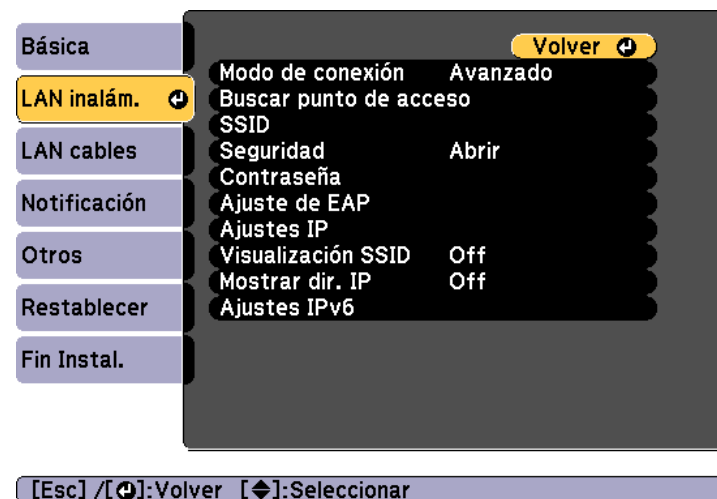 Básica
LAN inalám.
LAN cables
Notificación
Otros
Restablecer
Fin Instal.
Volver
Modo de conexión Avanzado
Buscar punto de acceso
SSID
Seguridad Abrir
Contraseña
Ajuste de EAP
Ajustes IP
Visualización SSID Off
Mostrar dir. IP Off
Ajustes IPv6
[Esc] /[⏎]:Volver [◆]:Seleccionar